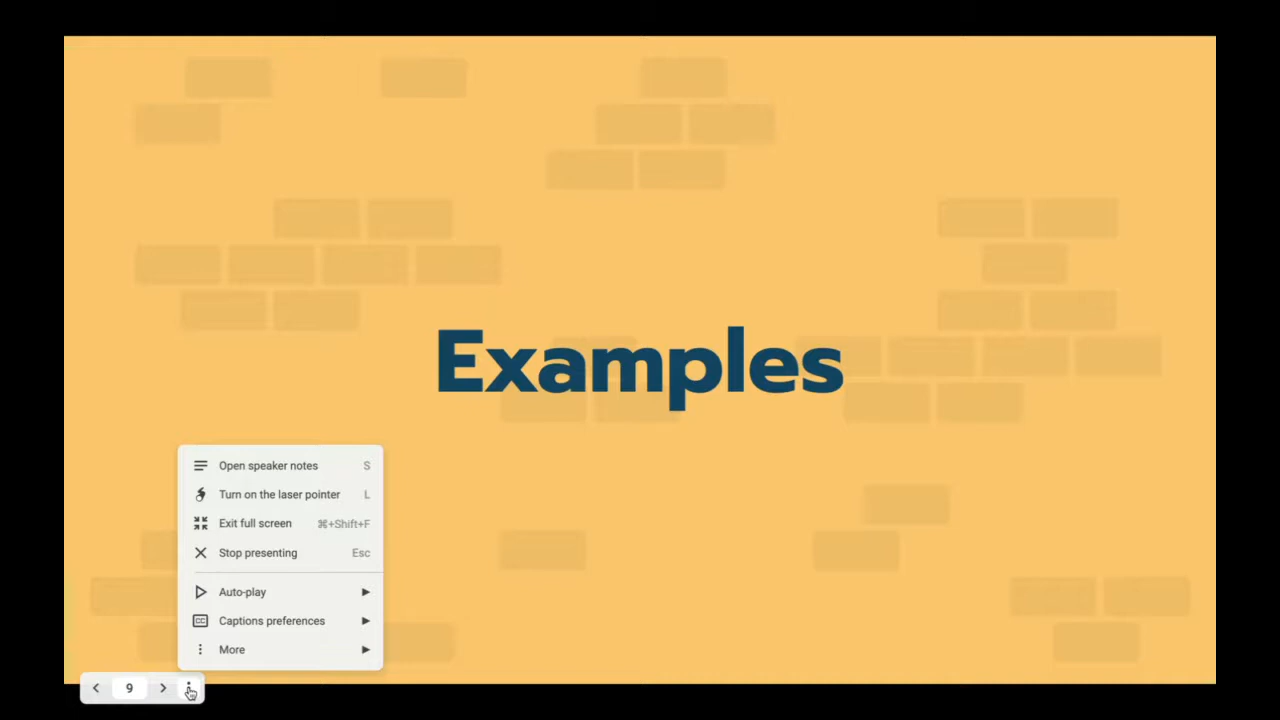 Examples
Open speaker notes S
Turn on the laser pointer L
Exit full screen ⌘+Shift+F
Stop presenting Esc
Auto-play
CC Captions preferences
More
9